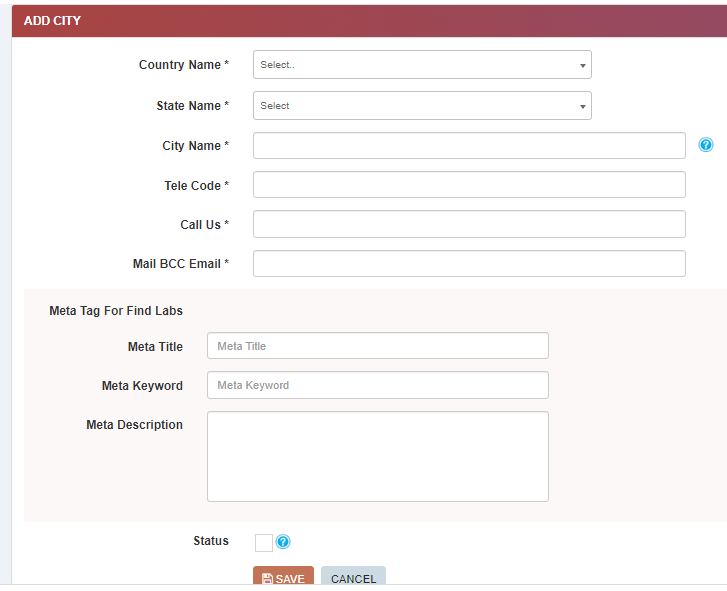 ADD CITY
Country Name * Select..
State Name * Select
City Name * ?
Tele Code *
Call Us *
Mail BCC Email *
Meta Tag For Find Labs
Meta Title Meta Title
Meta Keyword Meta Keyword
Meta Description
Status ?
SAVE CANCEL